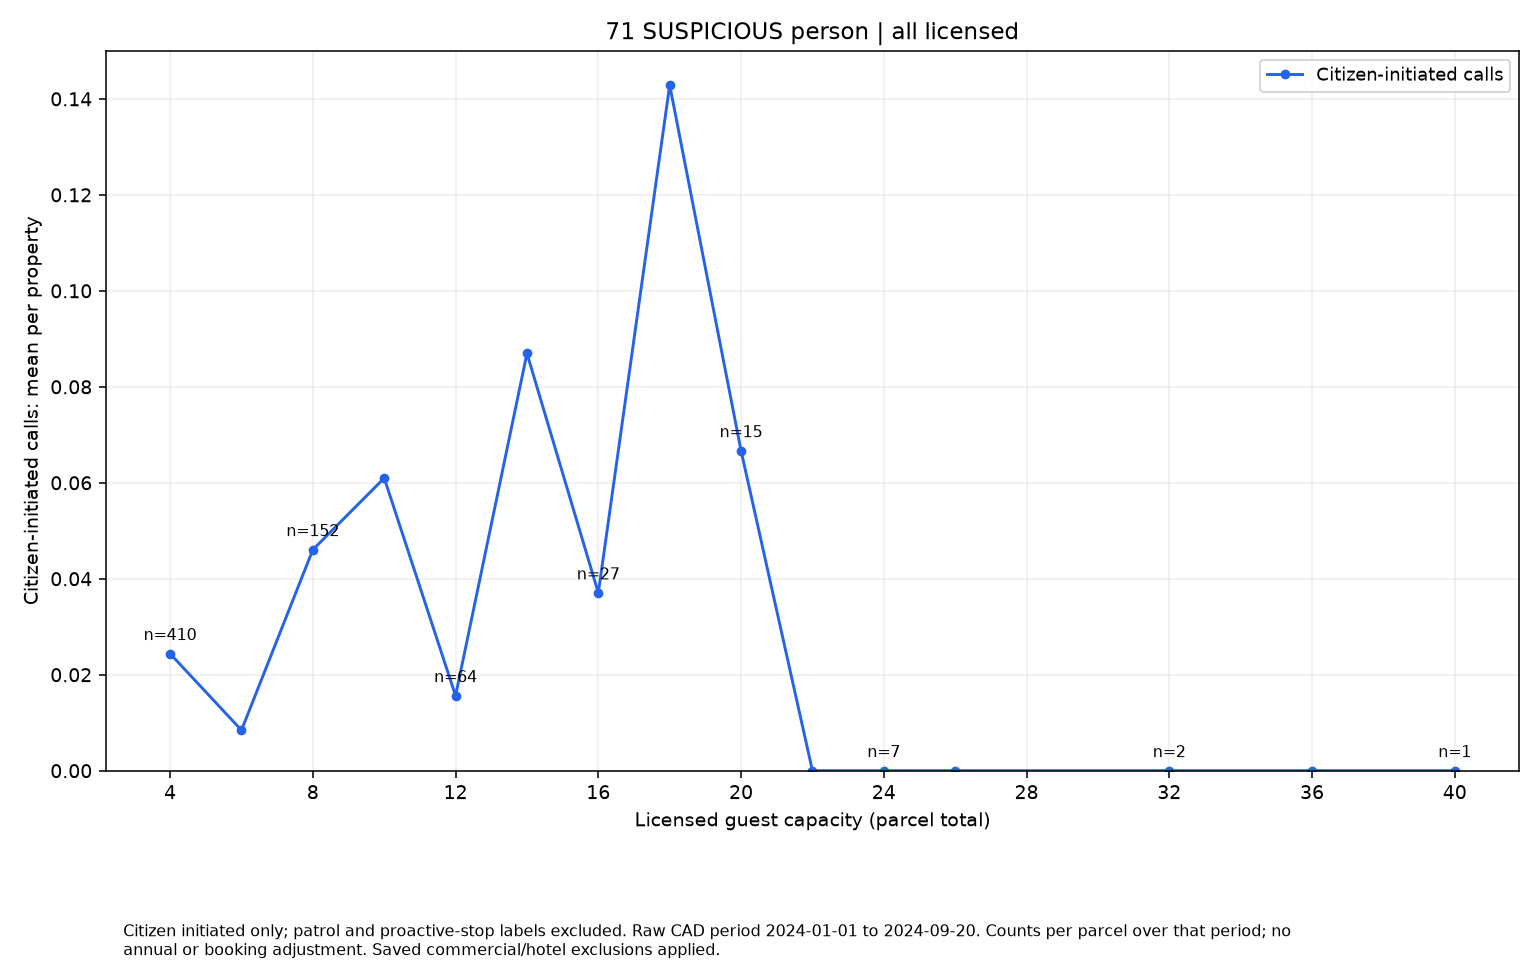 71 SUSPICIOUS person | all licensed
Citizen-initiated calls
Citizen-initiated calls: mean per property
0.14
0.12
0.10
0.08
0.06
0.04
0.02
0.00
n=410
n=152
n=64
n=27
n=15
n=7
n=2
n=1
4 8 12 16 20 24 28 32 36 40
Licensed guest capacity (parcel total)
Citizen initiated only; patrol and proactive-stop labels excluded. Raw CAD period 2024-01-01 to 2024-09-20. Counts per parcel over that period; no
annual or booking adjustment. Saved commercial/hotel exclusions applied.